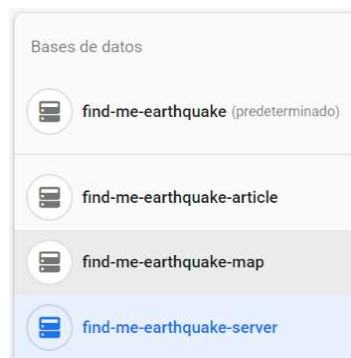 Bases de datos
find-me-earthquake (predeterminado)
find-me-earthquake-article
find-me-earthquake-map
find-me-earthquake-server